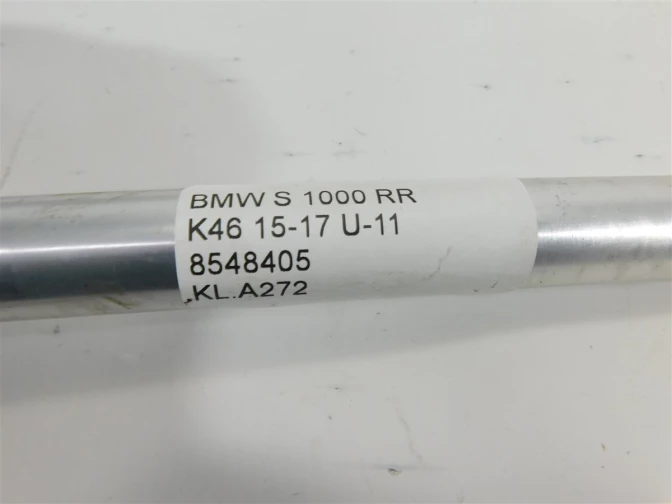 BMW S 1000 RR
K46 15-17 U-11
8548405
.KL.A272